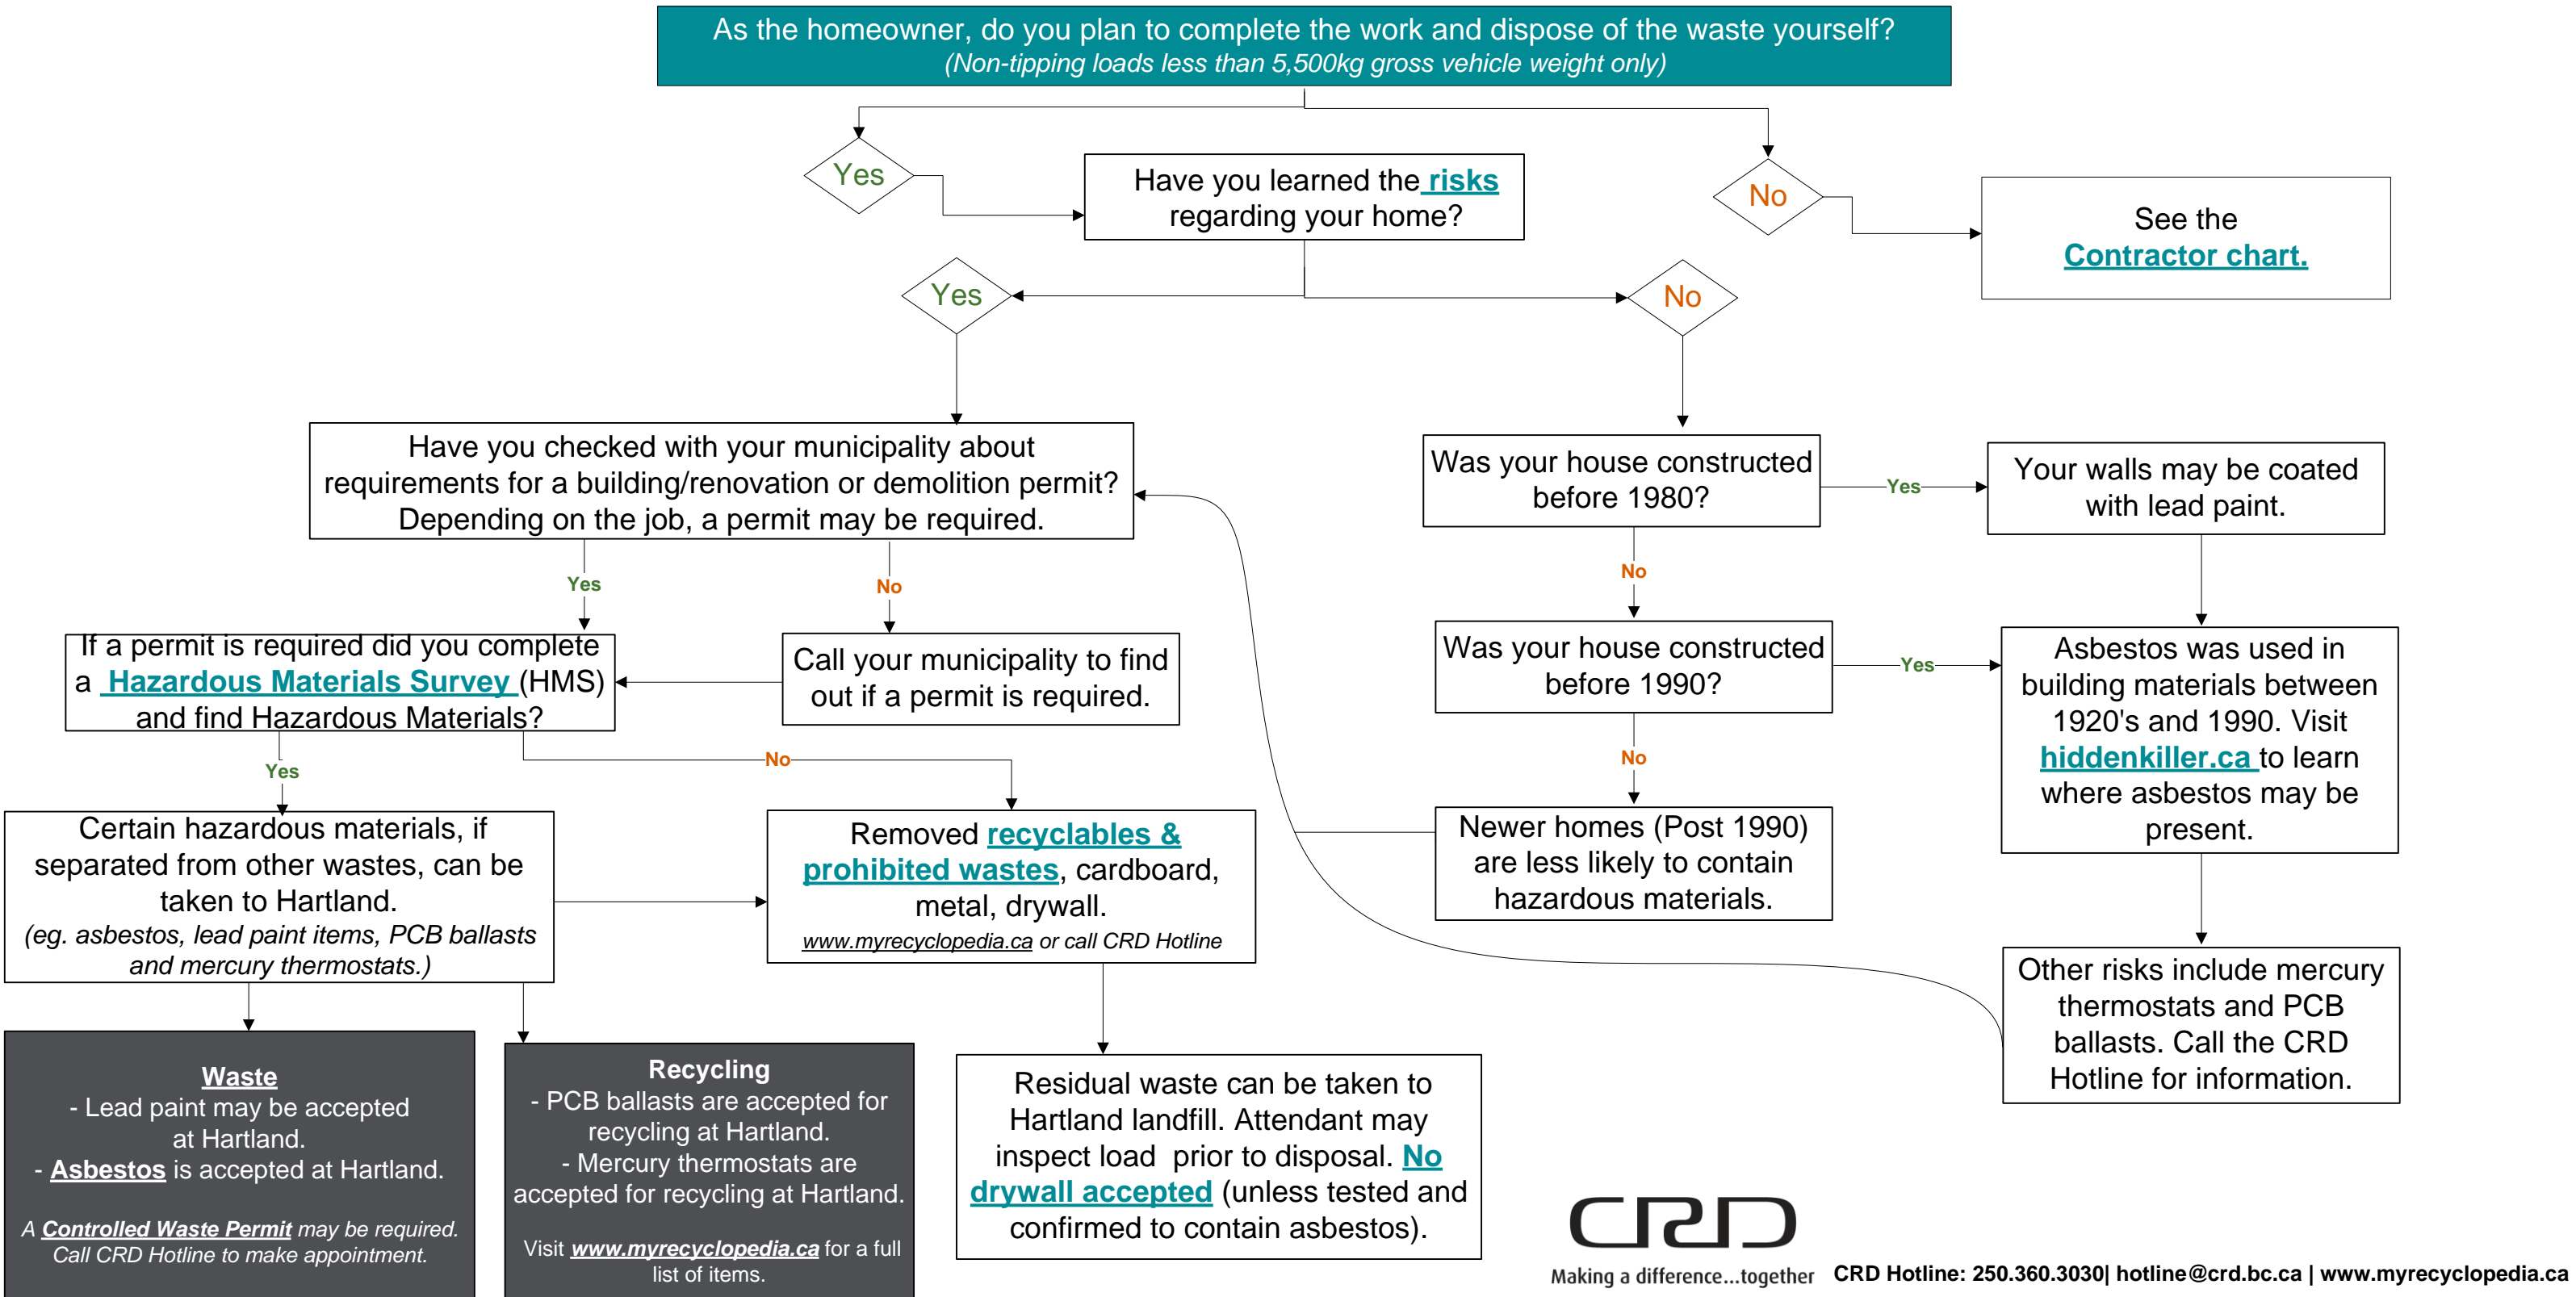 As the homeowner, do you plan to complete the work and dispose of the waste yourself?
(Non-tipping loads less than 5,500kg gross vehicle weight only)
Yes
Have you learned the risks
regarding your home?
No
See the
Contractor chart.
Yes
No
Have you checked with your municipality about
requirements for a building/renovation or demolition permit?
Depending on the job, a permit may be required.
Was your house constructed
before 1980?
Yes
Your walls may be coated
with lead paint.
Yes
No
No
If a permit is required did you complete
a Hazardous Materials Survey (HMS)
and find Hazardous Materials?
Call your municipality to find
out if a permit is required.
Was your house constructed
before 1990?
Yes
Asbestos was used in
building materials between
1920's and 1990. Visit
hiddenkiller.ca to learn
where asbestos may be
present.
Yes
No
No
Certain hazardous materials, if
separated from other wastes, can be
taken to Hartland.
(eg. asbestos, lead paint items, PCB ballasts
and mercury thermostats.)
Removed recyclables &
prohibited wastes, cardboard,
metal, drywall.
www.myrecyclopedia.ca or call CRD Hotline
Newer homes (Post 1990)
are less likely to contain
hazardous materials.
Other risks include mercury
thermostats and PCB
ballasts. Call the CRD
Hotline for information.
Waste
- Lead paint may be accepted
at Hartland.
- Asbestos is accepted at Hartland.
A Controlled Waste Permit may be required.
Call CRD Hotline to make appointment.
Recycling
- PCB ballasts are accepted for
recycling at Hartland.
- Mercury thermostats are
accepted for recycling at Hartland.
Visit www.myrecyclopedia.ca for a full
list of items.
Residual waste can be taken to
Hartland landfill. Attendant may
inspect load prior to disposal. No
drywall accepted (unless tested and
confirmed to contain asbestos).
CRD
Making a difference...together
CRD Hotline: 250.360.3030| hotline@crd.bc.ca | www.myrecyclopedia.ca